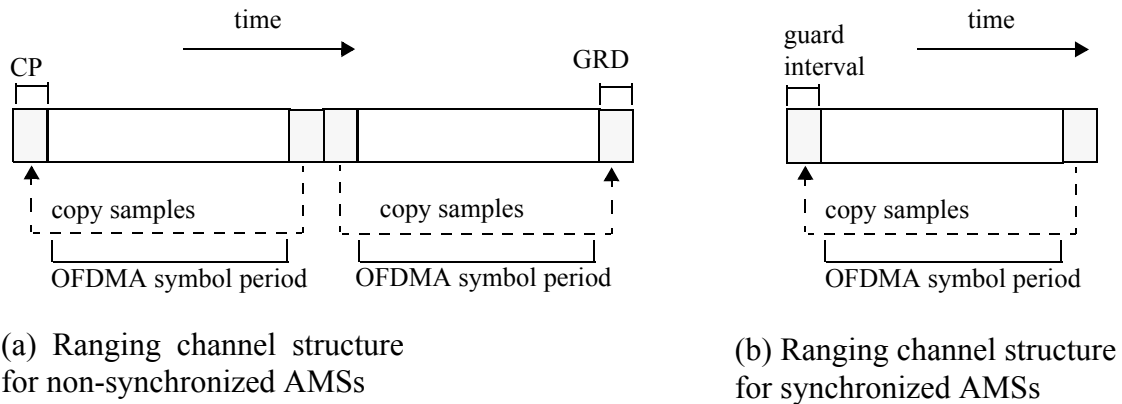 time
CP
GRD
copy samples
copy samples
OFDMA symbol period
OFDMA symbol period
(a) Ranging channel structure
for non-synchronized AMSs
guard
interval
time
copy samples
OFDMA symbol period
(b) Ranging channel structure
for synchronized AMSs